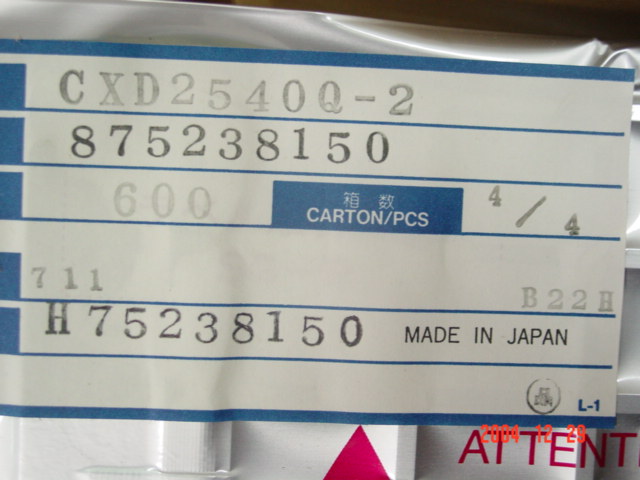 CXD2540Q-2
875238150
600 箱数 CARTON/PCS 4/4
711
B22H
H75238150 MADE IN JAPAN
L-1
2004 12 29
ATTENTI